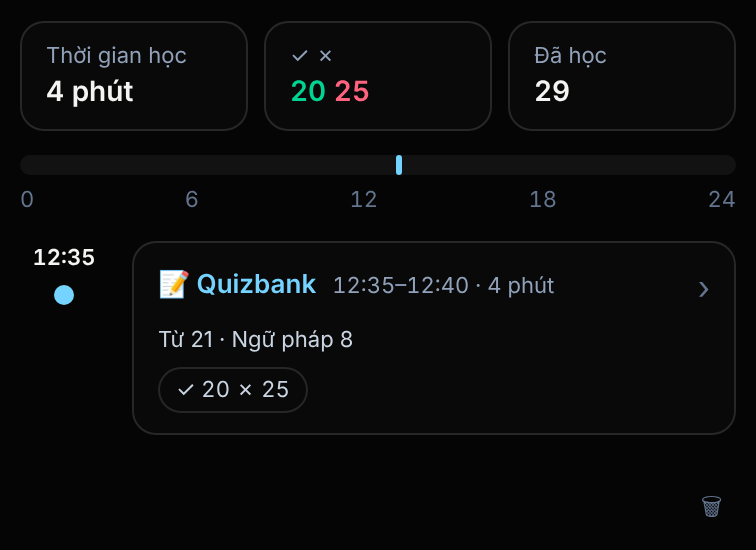 Thời gian học
4 phút
✓ ×
20 25
Đã học
29
0 6 12 18 24
12:35
📝 Quizbank 12:35–12:40 · 4 phút ›
Từ 21 · Ngữ pháp 8
✓ 20 × 25